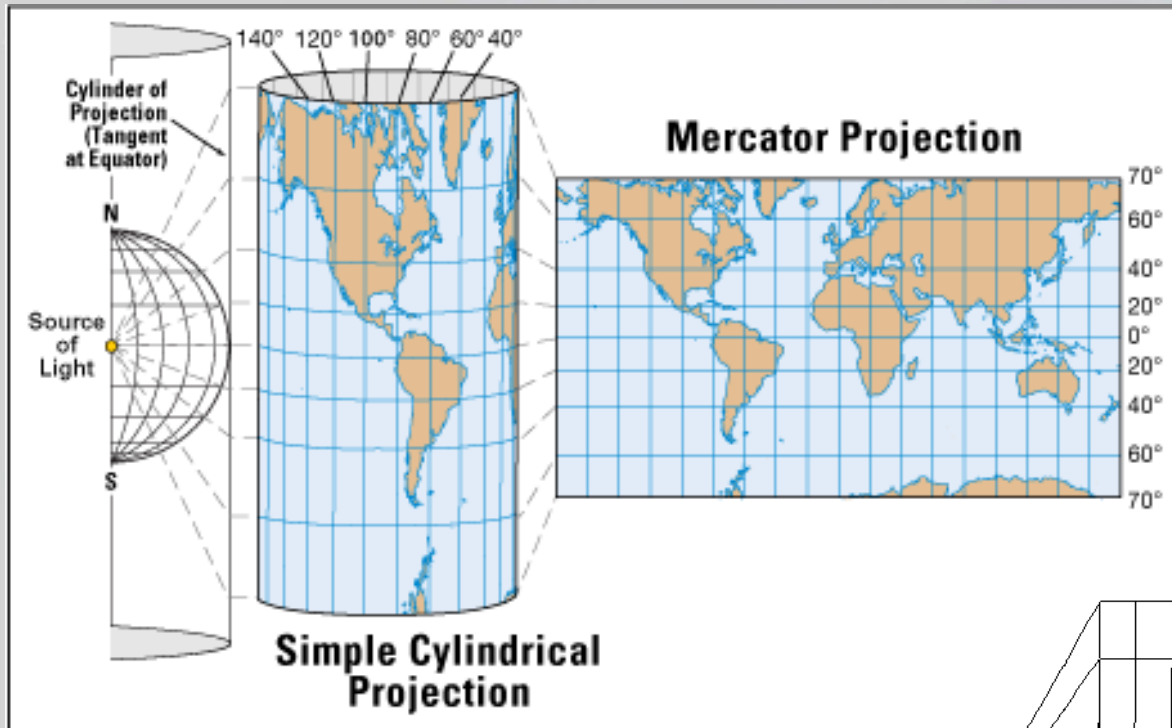 140° 120° 100° 80° 60° 40°
Cylinder of
Projection
(Tangent
at Equator)
N
Source
of
Light
S
Simple Cylindrical
Projection
Mercator Projection
70°
60°
40°
20°
0°
20°
40°
60°
70°